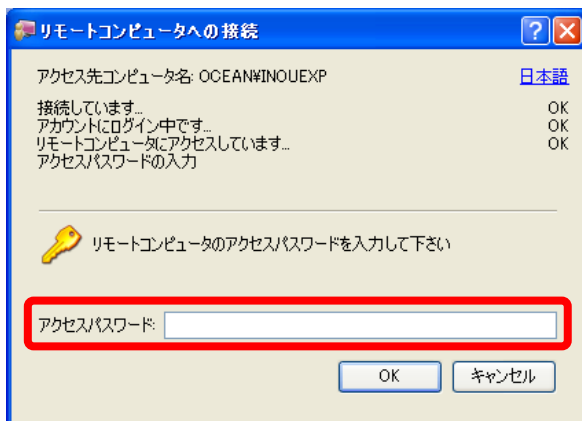 リモートコンピュータへの接続
アクセス先コンピュータ名: OCEAN¥INOUEXP 日本語
接続しています... OK
アカウントにログイン中です... OK
リモートコンピュータにアクセスしています... OK
アクセスパスワードの入力
リモートコンピュータのアクセスパスワードを入力して下さい
アクセスパスワード:
OK キャンセル